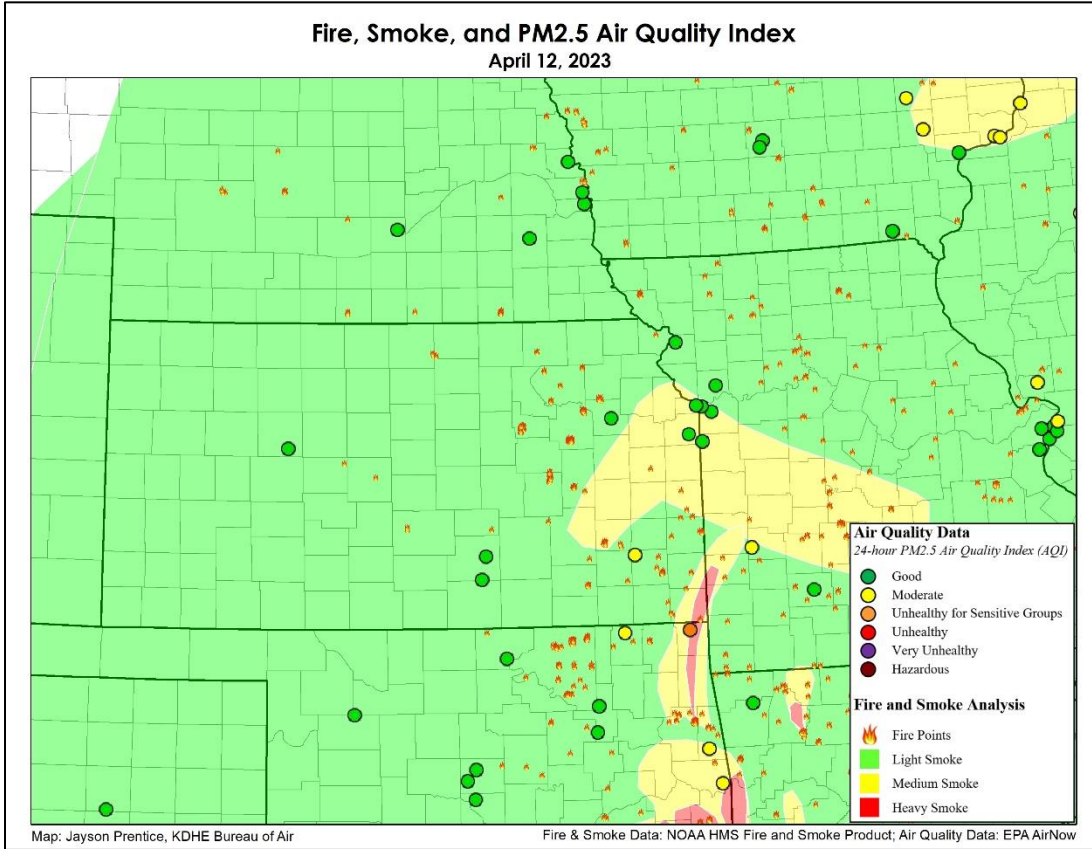 Fire, Smoke, and PM2.5 Air Quality Index
April 12, 2023
Air Quality Data
24-hour PM2.5 Air Quality Index (AQI)
Good
Moderate
Unhealthy for Sensitive Groups
Unhealthy
Very Unhealthy
Hazardous
Fire and Smoke Analysis
Fire Points
Light Smoke
Medium Smoke
Heavy Smoke
Map: Jayson Prentice, KDHE Bureau of Air
Fire & Smoke Data: NOAA HMS Fire and Smoke Product; Air Quality Data: EPA AirNow